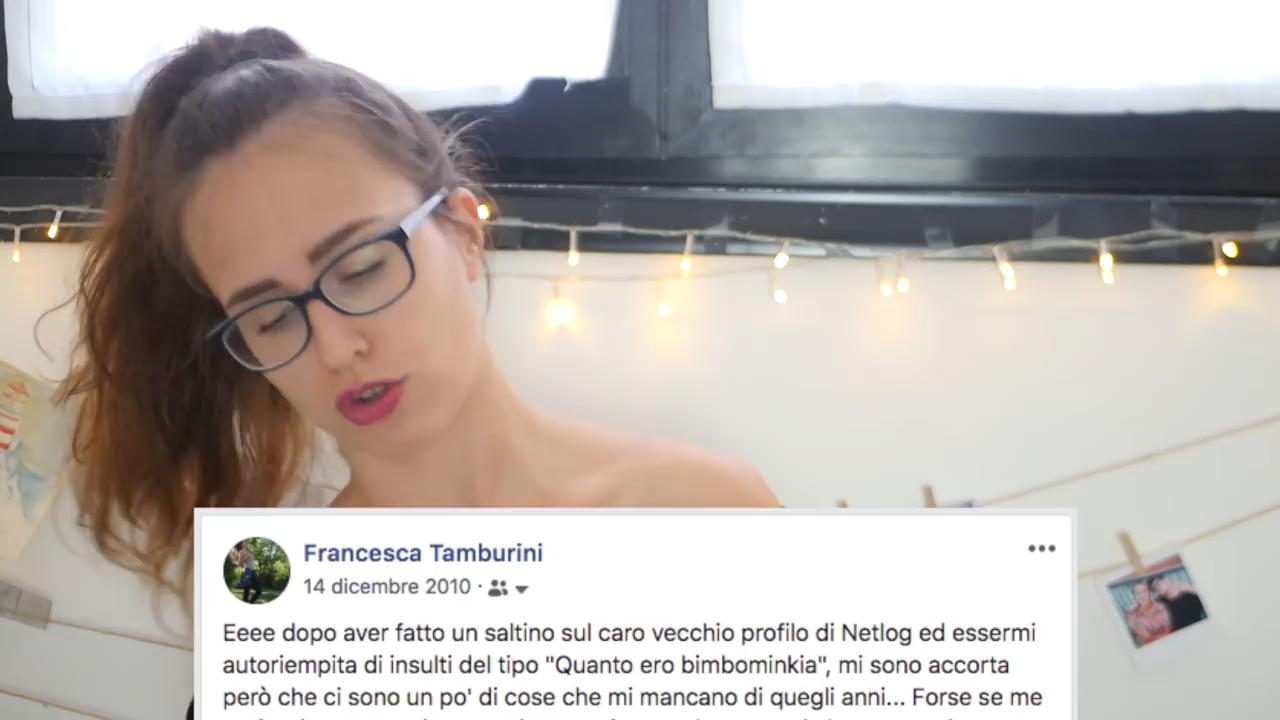 Francesca Tamburini
14 dicembre 2010 ·
Eeee dopo aver fatto un saltino sul caro vecchio profilo di Netlog ed essermi
autoriempita di insulti del tipo "Quanto ero bimbominkia", mi sono accorta
però che ci sono un po' di cose che mi mancano di quegli anni... Forse se me